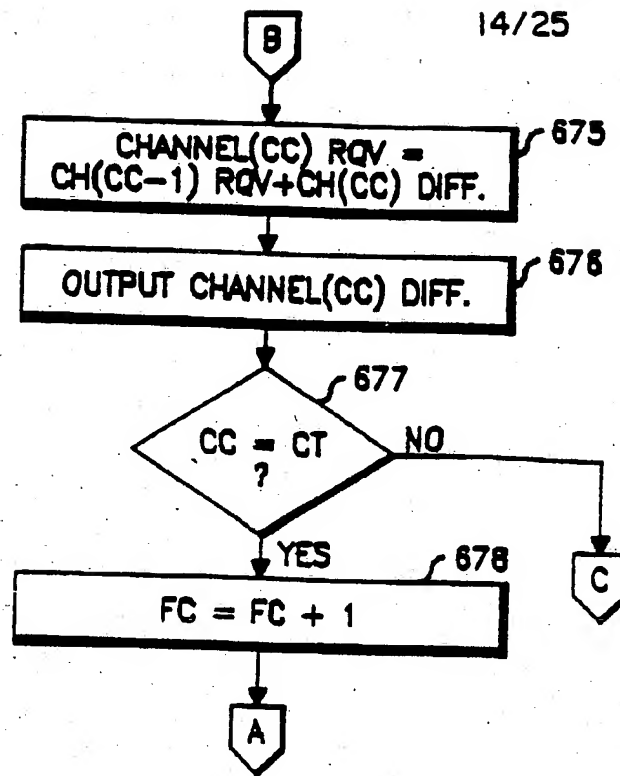 14/25
B
CHANNEL(CC) RQV =
CH(CC-1) RQV+CH(CC) DIFF.
675
OUTPUT CHANNEL(CC) DIFF.
676
677
CC = CT
?
NO
YES
678
FC = FC + 1
C
A